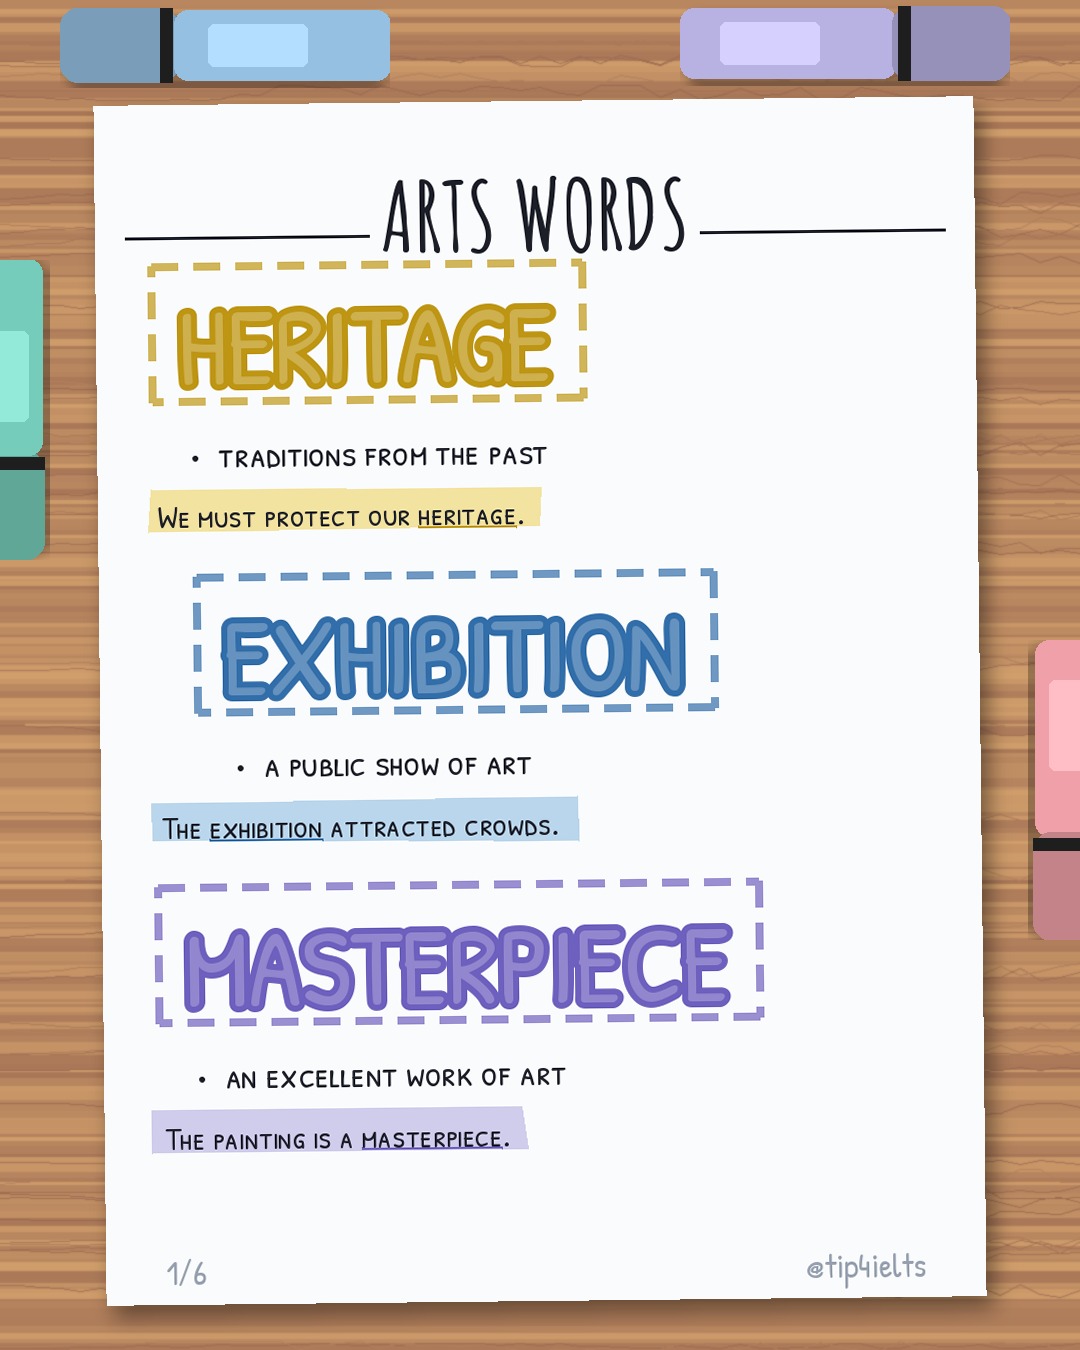 ARTS WORDS
HERITAGE
• TRADITIONS FROM THE PAST
WE MUST PROTECT OUR HERITAGE.
EXHIBITION
• A PUBLIC SHOW OF ART
THE EXHIBITION ATTRACTED CROWDS.
MASTERPIECE
• AN EXCELLENT WORK OF ART
THE PAINTING IS A MASTERPIECE.
1/6
@tip4ielts